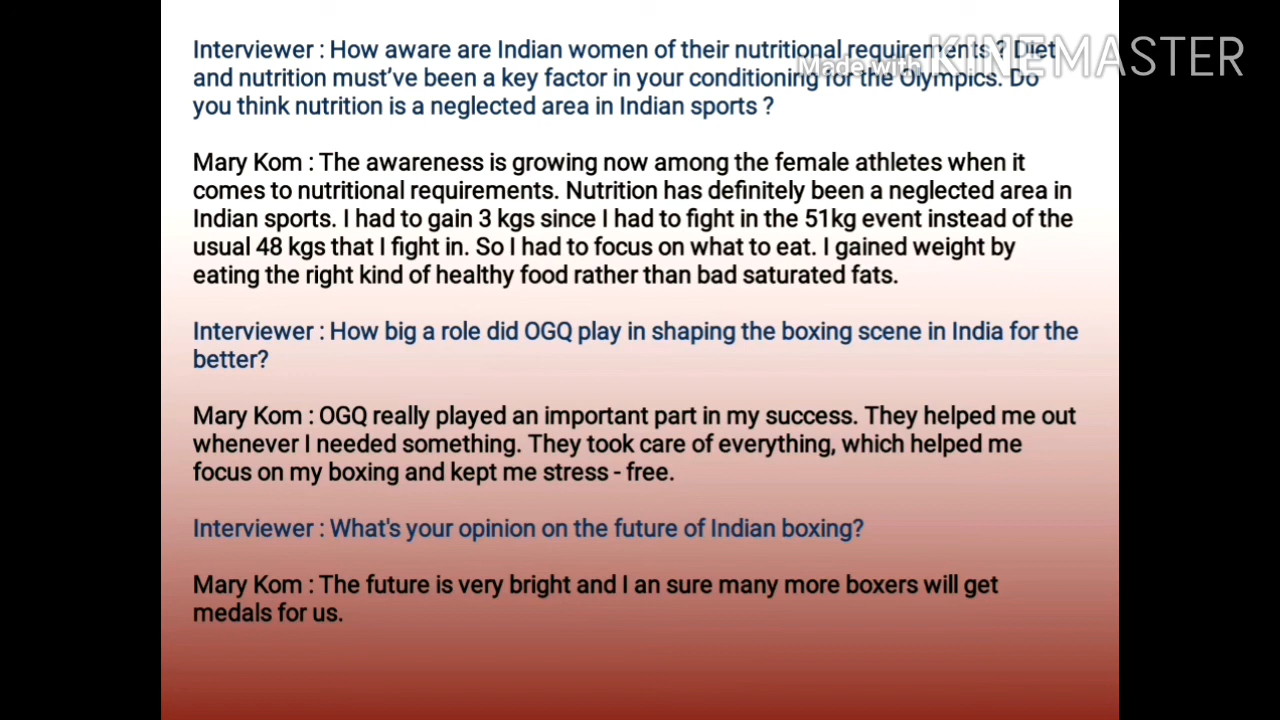 Interviewer : How aware are Indian women of their nutritional requirements ? Diet
Made with KINEMASTER
and nutrition must've been a key factor in your conditioning for the Olympics. Do
you think nutrition is a neglected area in Indian sports ?
Mary Kom : The awareness is growing now among the female athletes when it
comes to nutritional requirements. Nutrition has definitely been a neglected area in
Indian sports. I had to gain 3 kgs since I had to fight in the 51kg event instead of the
usual 48 kgs that I fight in. So I had to focus on what to eat. I gained weight by
eating the right kind of healthy food rather than bad saturated fats.
Interviewer : How big a role did OGQ play in shaping the boxing scene in India for the
better?
Mary Kom : OGQ really played an important part in my success. They helped me out
whenever I needed something. They took care of everything, which helped me
focus on my boxing and kept me stress - free.
Interviewer : What's your opinion on the future of Indian boxing?
Mary Kom : The future is very bright and I an sure many more boxers will get
medals for us.